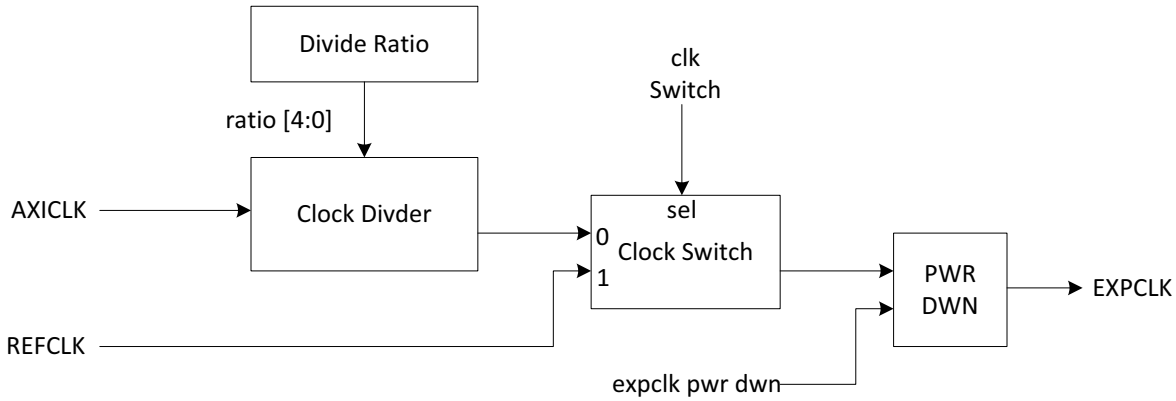 Divide Ratio
clk
Switch
ratio [4:0]
AXICLK
Clock Divder
sel
0
Clock Switch
1
PWR
DWN
EXPCLK
REFCLK
expclk pwr dwn